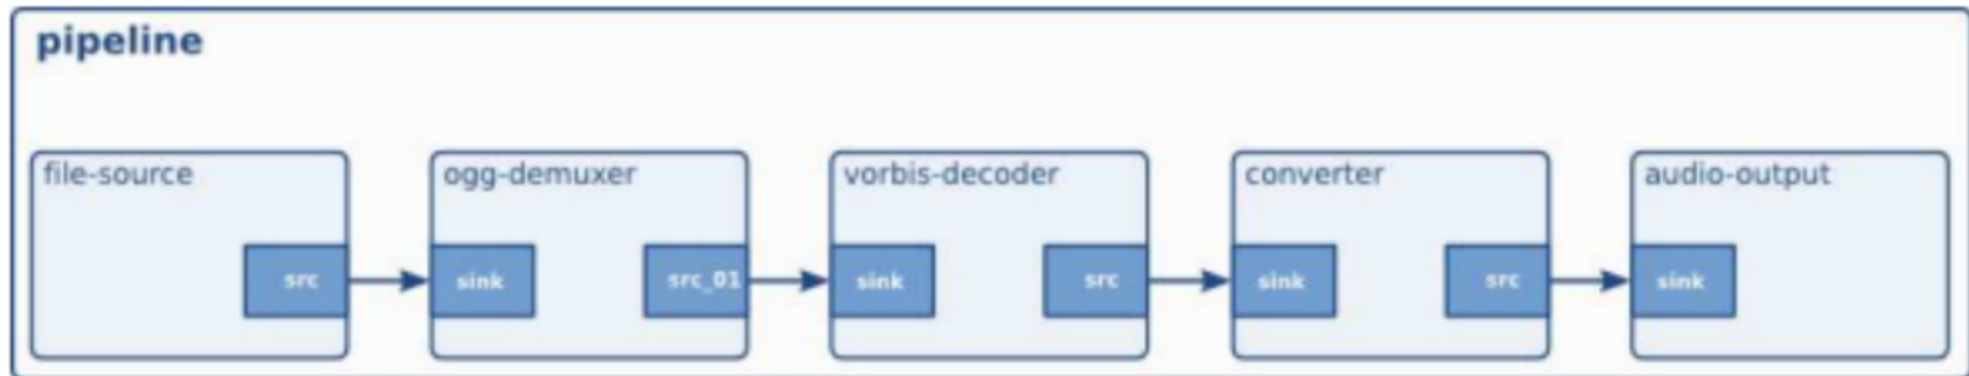 pipeline
file-source
ogg-demuxer
vorbis-decoder
converter
audio-output
src
sink
src_01
sink
src
sink
src
sink